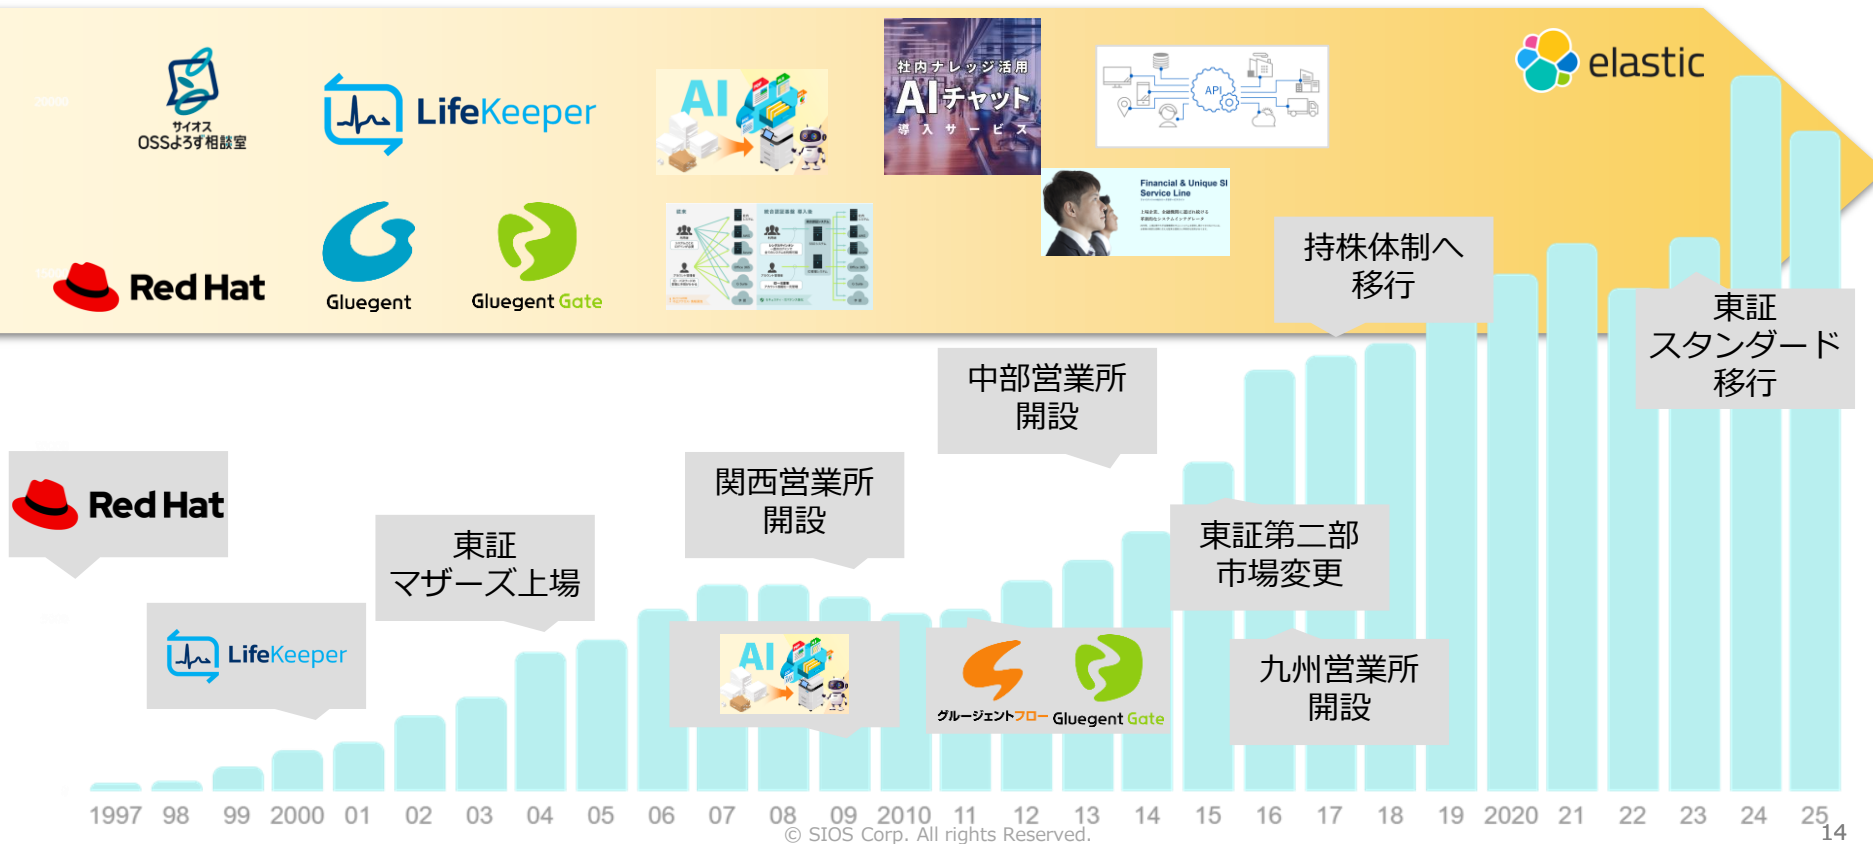 20000
サイオス
OSSよろず相談室
LifeKeeper
AI
社内ナレッジ活用
AIチャット
導入サービス
API
elastic
Financial & Unique SI
Service Line
Red Hat
Gluegent
Gluegent Gate
持株体制へ
移行
東証
スタンダード
移行
中部営業所
開設
関西営業所
開設
Red Hat
東証
マザーズ上場
東証第二部
市場変更
LifeKeeper
AI
グルージェントフロー
Gluegent Gate
九州営業所
開設
1997 98 99 2000 01 02 03 04 05 06 07 08 09 2010 11 12 13 14 15 16 17 18 19 2020 21 22 23 24 25
© SIOS Corp. All rights Reserved.
14